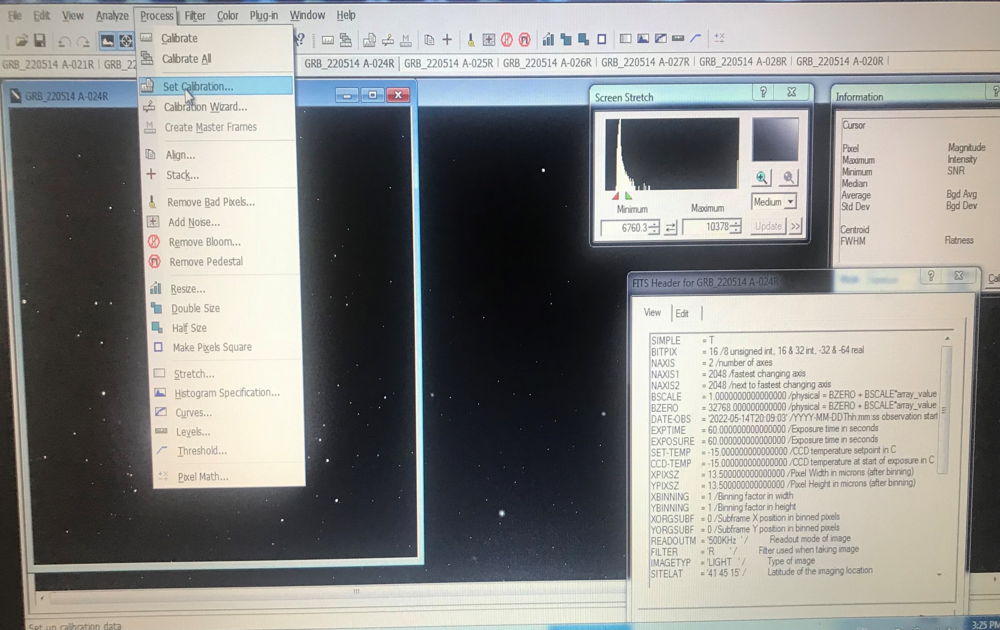 File Edit View Analyze Process Filter Color Plug-in Window Help
GRB_220514 A-021R | GRB_22
GRB_220514 A-024R | GRB_220514 A-025R | GRB_220514 A-026R | GRB_220514 A-027R | GRB_220514 A-028R | GRB_220514 A-020R |
Calibrate
Calibrate All
Set Calibration...
Calibration Wizard...
Create Master Frames
Align...
Stack...
Remove Bad Pixels...
Add Noise...
Remove Bloom...
Remove Pedestal
Resize...
Double Size
Half Size
Make Pixels Square
Stretch...
Histogram Specification...
Curves...
Levels...
Threshold...
Pixel Math...
GRB_220514 A-024R
Screen Stretch
Medium
Minimum Maximum
6760.3 10378 Update >>
Information
Cursor
Pixel Magnitude
Maximum Intensity
Minimum SNR
Median
Average Bgd Avg
Std Dev Bgd Dev
Centroid
FWHM Flatness
Cal
FITS Header for GRB_220514 A-024R
View Edit
SIMPLE = T
BITPIX = 16 /8 unsigned int, 16 & 32 int, -32 & -64 real
NAXIS = 2 /number of axes
NAXIS1 = 2048 /fastest changing axis
NAXIS2 = 2048 /next to fastest changing axis
BSCALE = 1.0000000000000000 /physical = BZERO + BSCALE*array_value
BZERO = 32768.000000000000 /physical = BZERO + BSCALE*array_value
DATE-OBS = '2022-05-14T20:09:03' /YYYY-MM-DDThh:mm:ss observation start
EXPTIME = 60.000000000000000 /Exposure time in seconds
EXPOSURE = 60.000000000000000 /Exposure time in seconds
SET-TEMP = -15.000000000000000 /CCD temperature setpoint in C
CCD-TEMP = -15.000000000000000 /CCD temperature at start of exposure in C
XPIXSZ = 13.500000000000000 /Pixel Width in microns (after binning)
YPIXSZ = 13.500000000000000 /Pixel Height in microns (after binning)
XBINNING = 1 /Binning factor in width
YBINNING = 1 /Binning factor in height
XORGSUBF = 0 /Subframe X position in binned pixels
YORGSUBF = 0 /Subframe Y position in binned pixels
READOUTM = '500KHz ' / Readout mode of image
FILTER = 'R ' / Filter used when taking image
IMAGETYP = 'LIGHT ' / Type of image
SITELAT = '41 45 15' / Latitude of the imaging location
Set up calibration data
3:25 PM